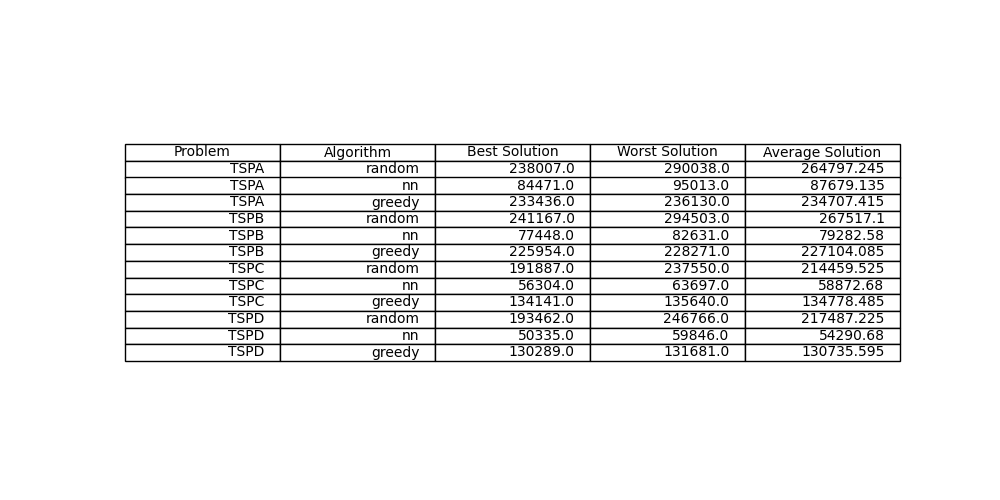 Problem Algorithm Best Solution Worst Solution Average Solution
TSPA random 238007.0 290038.0 264797.245
TSPA nn 84471.0 95013.0 87679.135
TSPA greedy 233436.0 236130.0 234707.415
TSPB random 241167.0 294503.0 267517.1
TSPB nn 77448.0 82631.0 79282.58
TSPB greedy 225954.0 228271.0 227104.085
TSPC random 191887.0 237550.0 214459.525
TSPC nn 56304.0 63697.0 58872.68
TSPC greedy 134141.0 135640.0 134778.485
TSPD random 193462.0 246766.0 217487.225
TSPD nn 50335.0 59846.0 54290.68
TSPD greedy 130289.0 131681.0 130735.595